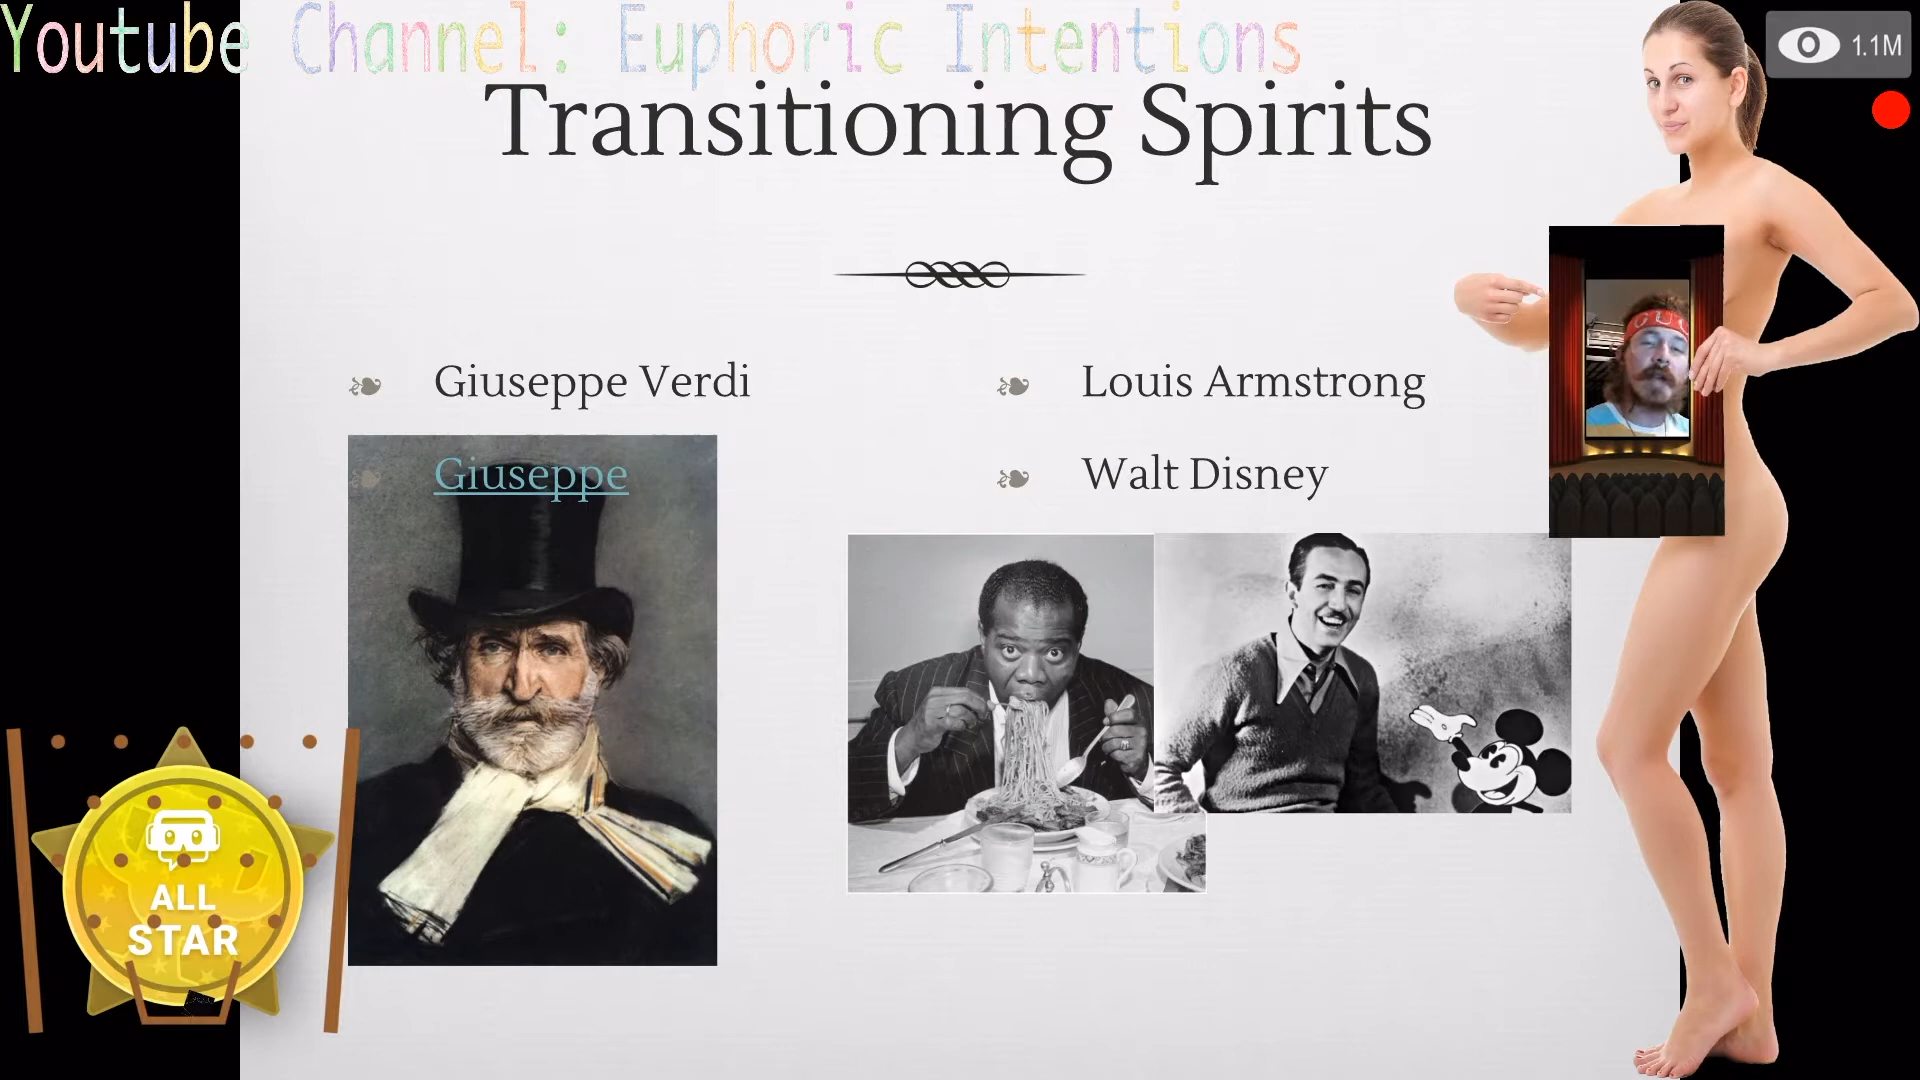 Youtube Channel: Euphoric Intentions
1.1M
Transitioning Spirits
Giuseppe Verdi
Giuseppe
Louis Armstrong
Walt Disney
ALL
STAR